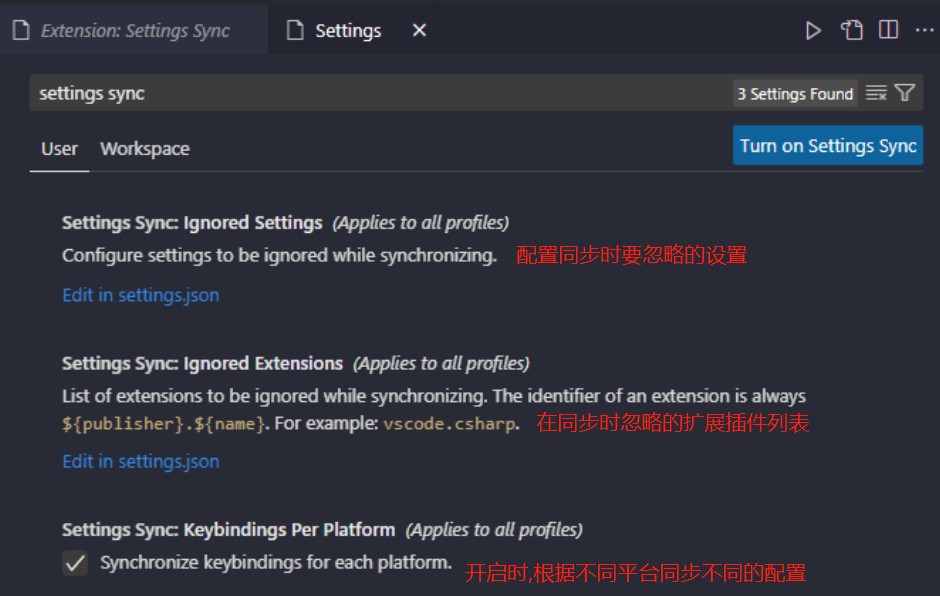 Extension: Settings Sync
Settings
settings sync
3 Settings Found
User
Workspace
Turn on Settings Sync
Settings Sync: Ignored Settings (Applies to all profiles)
Configure settings to be ignored while synchronizing. 配置同步时要忽略的设置
Edit in settings.json
Settings Sync: Ignored Extensions (Applies to all profiles)
List of extensions to be ignored while synchronizing. The identifier of an extension is always
${publisher}.${name}. For example: vscode.csharp. 在同步时忽略的扩展插件列表
Edit in settings.json
Settings Sync: Keybindings Per Platform (Applies to all profiles)
Synchronize keybindings for each platform. 开启时,根据不同平台同步不同的配置